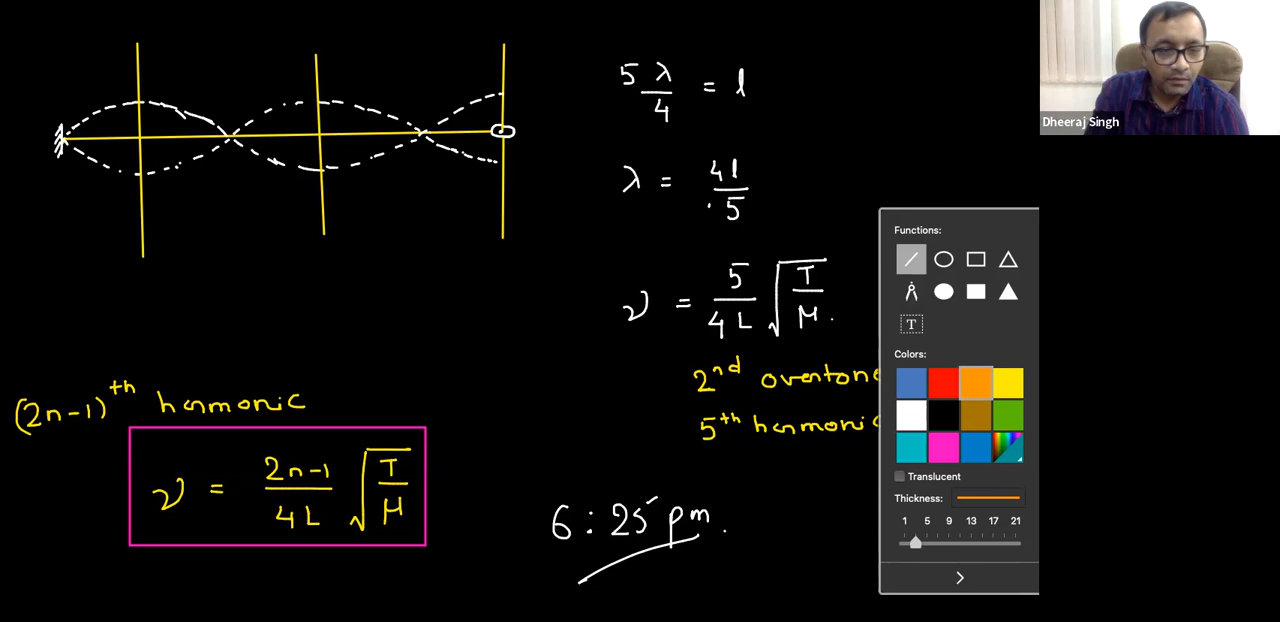 5 λ/4 = l
λ = 4l/5
ν = 5/4L √(T/μ).
2nd overtone
5th harmonic
(2n-1)th harmonic
ν = 2n-1/4L √(T/μ)
6:25 pm.
Dheeraj Singh
Functions:
T
Colors:
Translucent
Thickness:
1 5 9 13 17 21